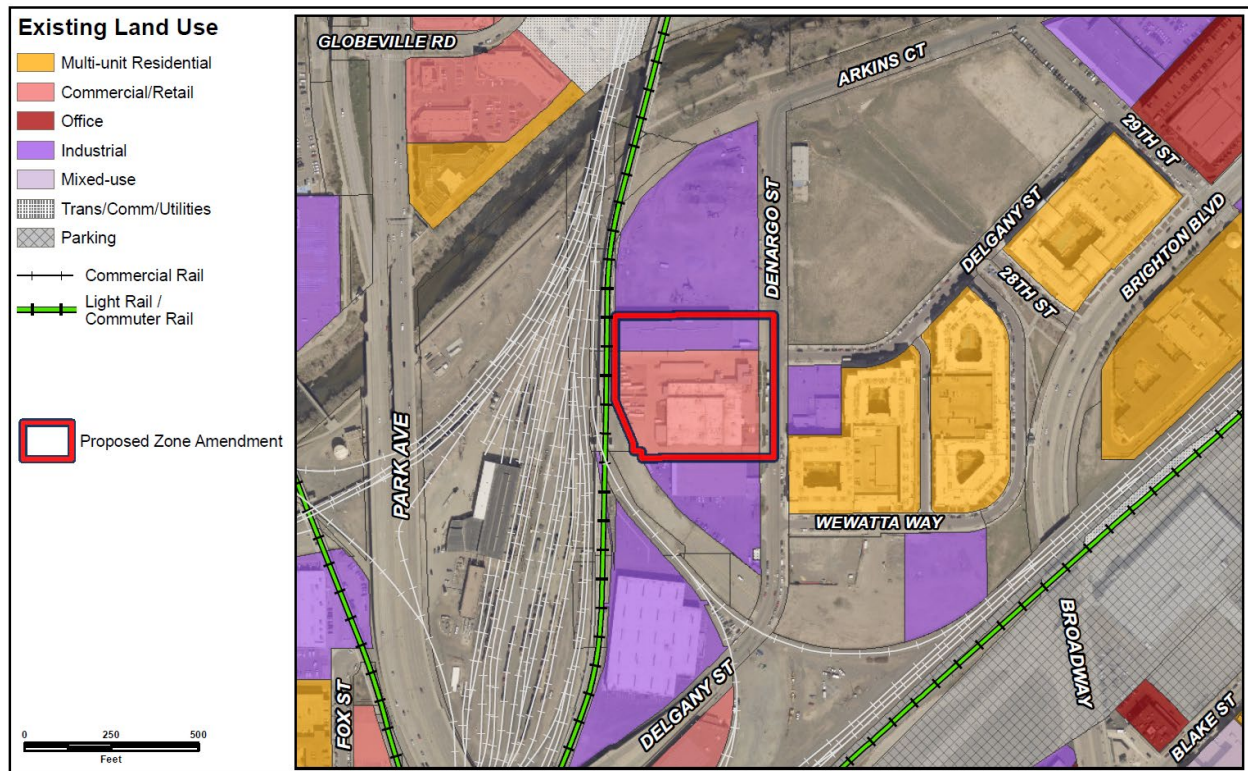 Existing Land Use
Multi-unit Residential
Commercial/Retail
Office
Industrial
Mixed-use
Trans/Comm/Utilities
Parking
Commercial Rail
Light Rail /
Commuter Rail
Proposed Zone Amendment
0 250 500
Feet
GLOBEVILLE RD
ARKINS CT
29TH ST
DENARGO ST
DELGANY ST
BRIGHTON BLVD
28TH ST
PARK AVE
WEWATTA WAY
BROADWAY
FOX ST
DELGANY ST
BLAKE ST